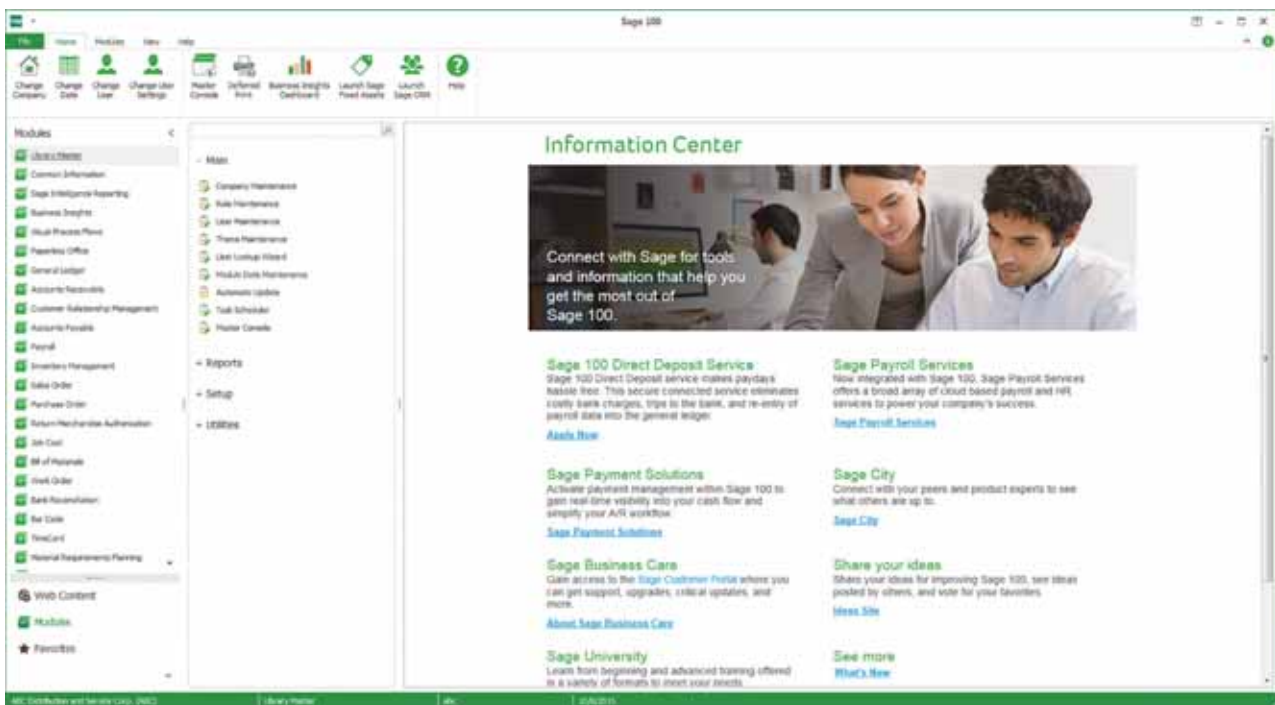 Sage 100
File Home Modules View Help
Change Company
Change Date
Change User
Change User Settings
Master Console
Deferred Print
Business Insights Dashboard
Launch Sage Fixed Assets
Launch Sage CRM
Help
Modules
Library Master
Common Information
Sage Intelligence Reporting
Business Insights
Visual Process Flows
Paperless Office
General Ledger
Accounts Receivable
Customer Relationship Management
Accounts Payable
Payroll
Inventory Management
Sales Order
Purchase Order
Return Merchandise Authorization
Job Cost
Bill of Materials
Work Order
Bank Reconciliation
Bar Code
TimeCard
Material Requirements Planning
Web Content
Modules
Favorites
Main
Company Maintenance
Role Maintenance
User Maintenance
Theme Maintenance
User Lookup Wizard
Module Date Maintenance
Automatic Update
Task Scheduler
Master Console
Reports
Setup
Utilities
Information Center
Connect with Sage for tools
and information that help you
get the most out of
Sage 100.
Sage 100 Direct Deposit Service
Sage 100 Direct Deposit service makes paydays
hassle free. This secure connected service eliminates
costly bank charges, trips to the bank, and re-entry of
payroll data into the general ledger.
Apply Now
Sage Payroll Services
Now integrated with Sage 100, Sage Payroll Services
offers a broad array of cloud based payroll and HR
services to power your company's success.
Sage Payroll Services
Sage Payment Solutions
Activate payment management within Sage 100 to
gain real-time visibility into your cash flow and
simplify your A/R workflow.
Sage Payment Solutions
Sage City
Connect with your peers and product experts to see
what others are up to.
Sage City
Sage Business Care
Gain access to the Sage Customer Portal where you
can get support, upgrades, critical updates, and
more.
About Sage Business Care
Share your ideas
Share your ideas for improving Sage 100, see ideas
posted by others, and vote for your favorites.
Ideas Site
Sage University
Learn from beginning and advanced training offered
in a variety of formats to meet your needs.
See more
What's New
ABC Distribution and Service Corp. (ABC)
Library Master
abc